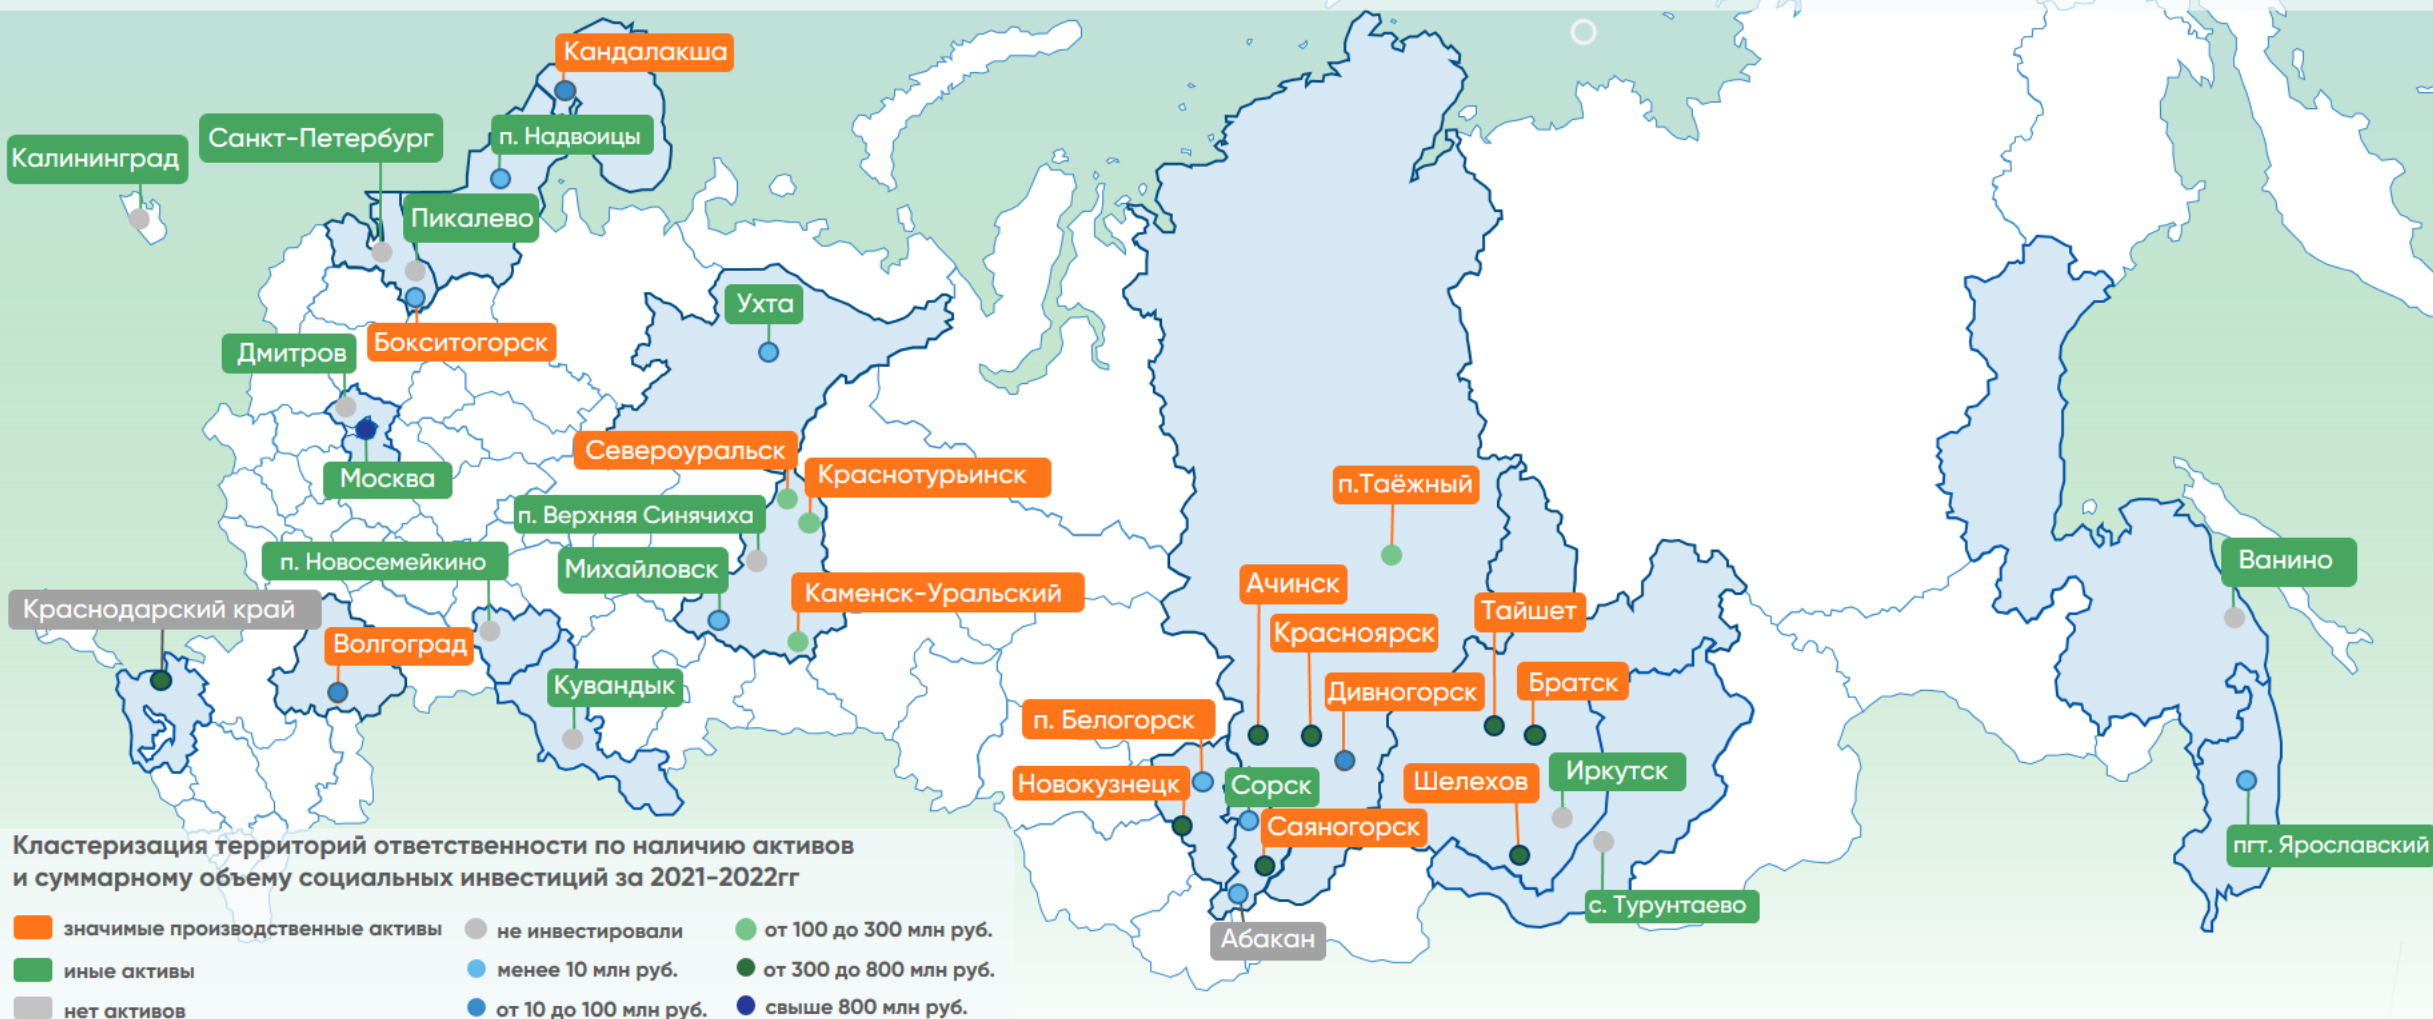 Кандалакша
Санкт-Петербург
п. Надвоицы
Калининград
Пикалево
Ухта
Бокситогорск
Дмитров
Североуральск
Краснотурьинск
Москва
п.Таёжный
п. Верхняя Синячиха
п. Новосемейкино
Михайловск
Ванино
Ачинск
Каменск-Уральский
Краснодарский край
Тайшет
Красноярск
Волгоград
Кувандык
Дивногорск
Братск
п. Белогорск
Иркутск
Новокузнецк
Сорск
Шелехов
Саяногорск
пгт. Ярославский
с. Турунтаево
Абакан
Кластеризация территорий ответственности по наличию активов
и суммарному объему социальных инвестиций за 2021-2022гг
значимые производственные активы
иные активы
нет активов
не инвестировали
менее 10 млн руб.
от 10 до 100 млн руб.
от 100 до 300 млн руб.
от 300 до 800 млн руб.
свыше 800 млн руб.